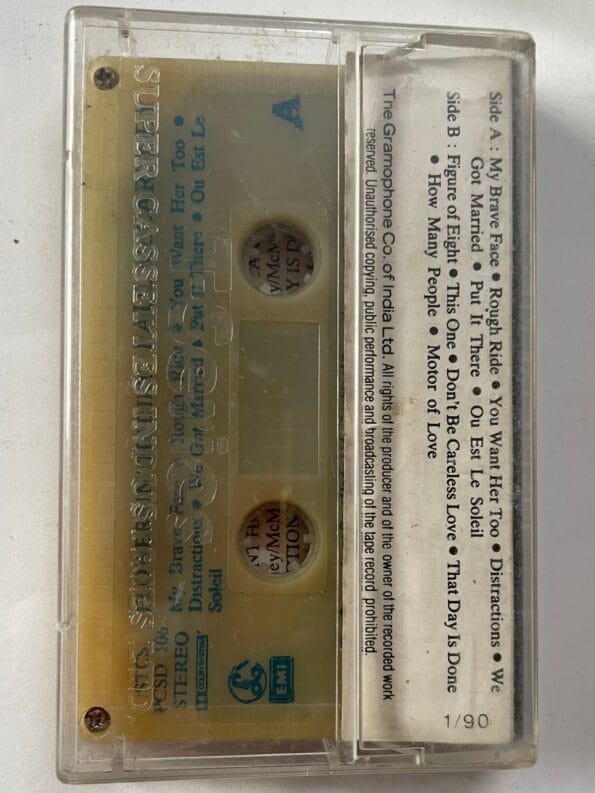 Side A : My Brave Face • Rough Ride • You Want Her Too • Distractions • We
Got Married • Put It There • Ou Est Le Soleil
Side B : Figure of Eight • This One • Don't Be Careless Love • That Day Is Done
• How Many People • Motor of Love
1/90
The Gramophone Co. of India Ltd. All rights of the producer and of the owner of the recorded work
reserved. Unauthorised copying, public performance and broadcasting of the tape record prohibited.
A
My Brave Face • Rough Ride • You Want Her Too •
Distractions • We Got Married • Put It There • Ou Est Le
Soleil
STEREO
EMI
SUPER CASSETTES INDUSTRIES